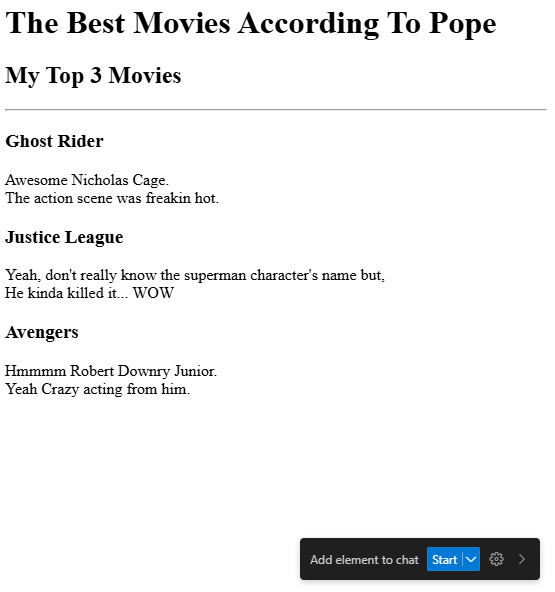 The Best Movies According To Pope
My Top 3 Movies
Ghost Rider
Awesome Nicholas Cage.
The action scene was freakin hot.
Justice League
Yeah, don't really know the superman character's name but,
He kinda killed it... WOW
Avengers
Hmmmm Robert Downry Junior.
Yeah Crazy acting from him.
Add element to chat Start